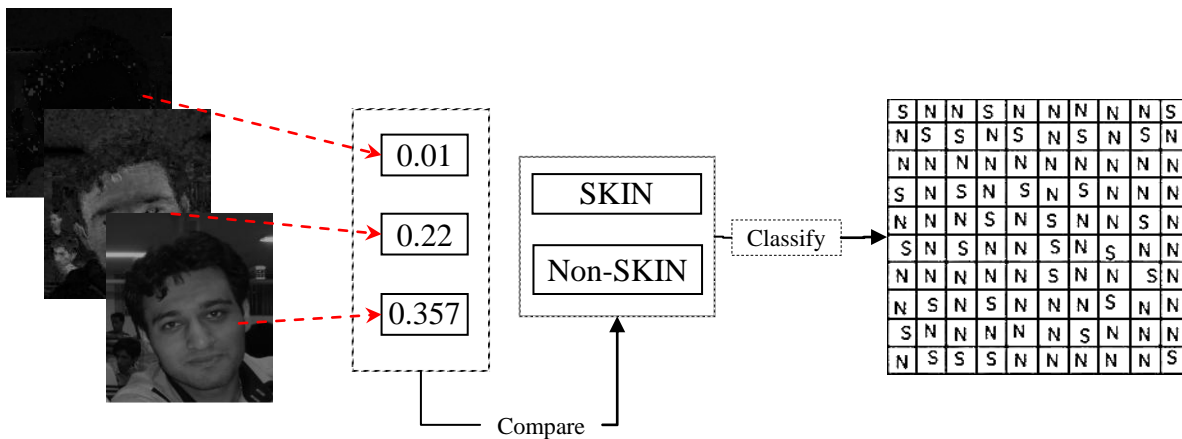 0.01
0.22
0.357
Compare
SKIN
Non-SKIN
Classify
S N N S N N N N N S
N S S N S N S N S N
N N N N N N N N N N
S N S N S N S N N N
N N N S N S N N S N
S N S N N S N S N N
N N N N N S N N S N
N S N S N N N S N N
S N N N N N S N N N
N S S S N N N N N S